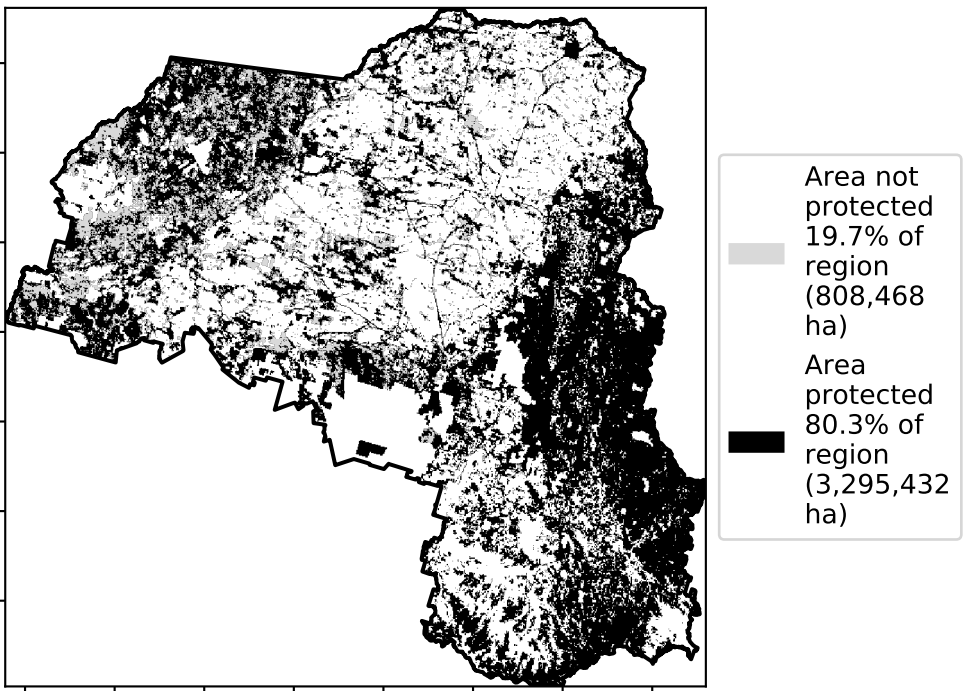 Area not
protected
19.7% of
region
(808,468
ha)
Area
protected
80.3% of
region
(3,295,432
ha)